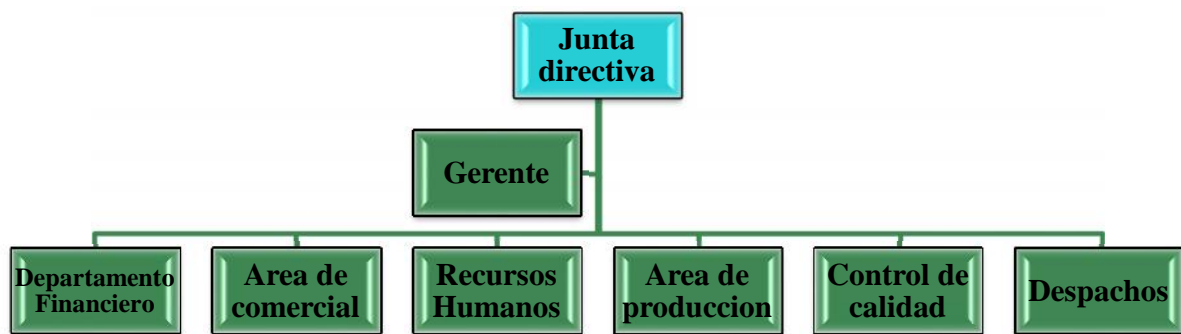 Junta
directiva
Gerente
Departamento
Financiero
Area de
comercial
Recursos
Humanos
Area de
produccion
Control de
calidad
Despachos